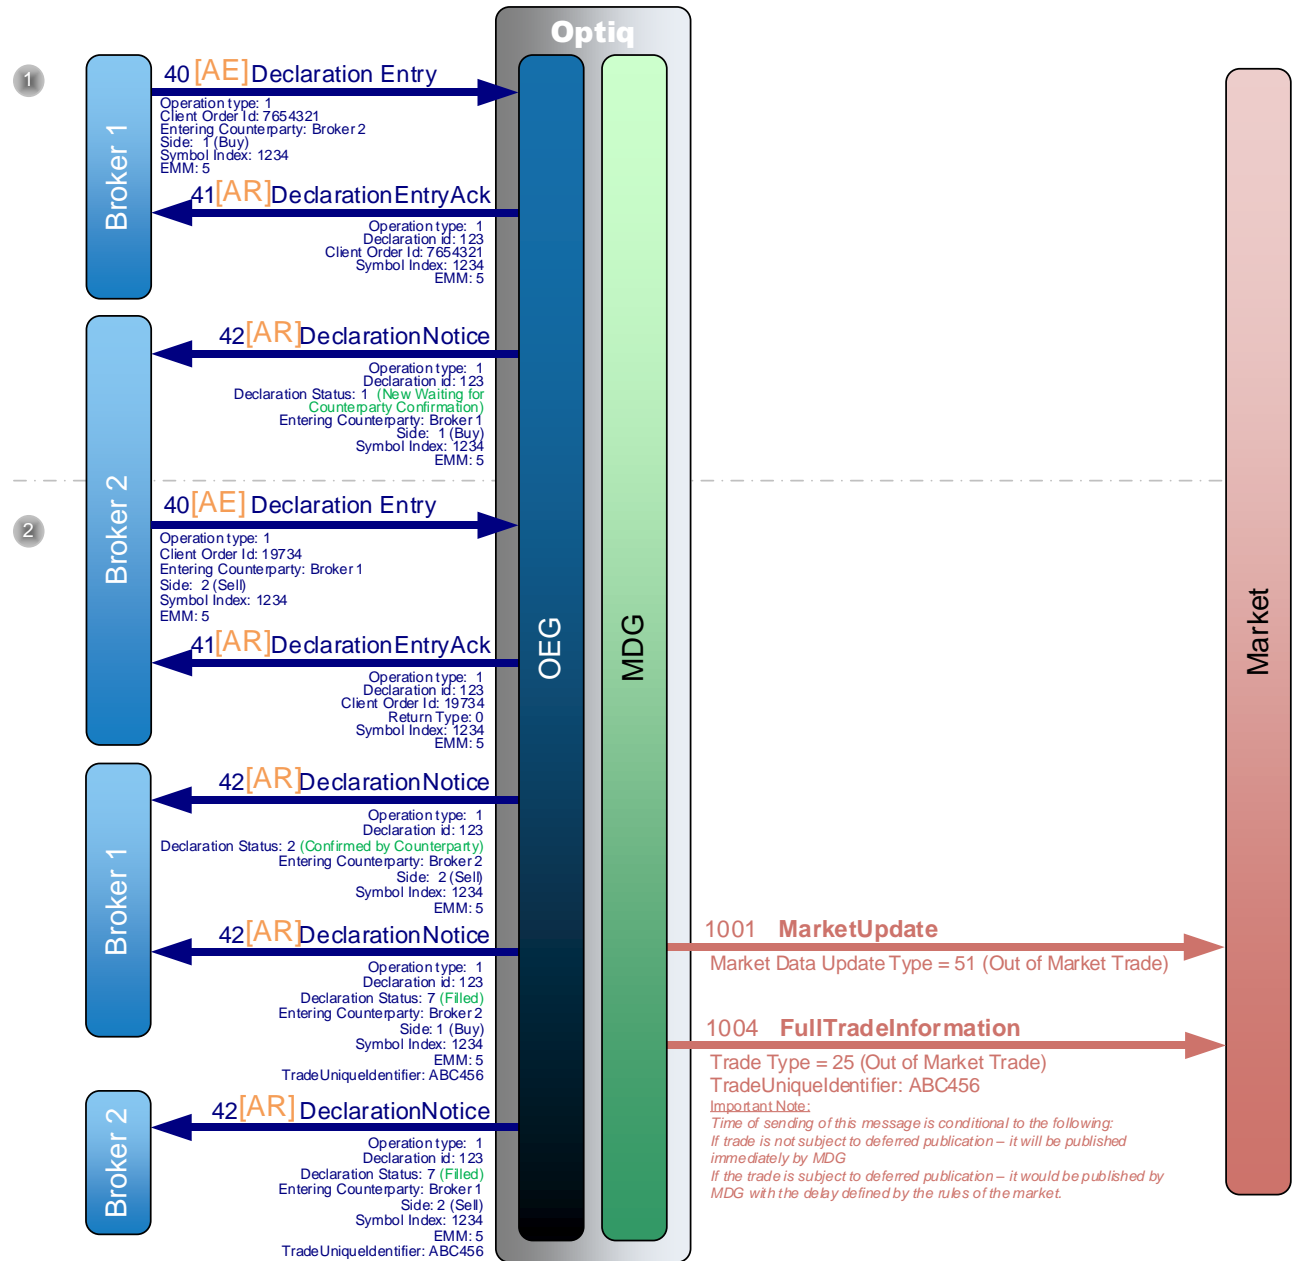 Optiq
1
Broker 1
40 [AE] Declaration Entry
Operation type: 1
Client Order Id: 7654321
Entering Counterparty: Broker 2
Side: 1 (Buy)
Symbol Index: 1234
EMM: 5
41 [AR] DeclarationEntryAck
Operation type: 1
Declaration id: 123
Client Order Id: 7654321
Symbol Index: 1234
EMM: 5
Broker 2
42 [AR] DeclarationNotice
Operation type: 1
Declaration id: 123
Declaration Status: 1 (New Waiting for
Counterparty Confirmation)
Entering Counterparty: Broker 1
Side: 1 (Buy)
Symbol Index: 1234
EMM: 5
2
40 [AE] Declaration Entry
Operation type: 1
Client Order Id: 19734
Entering Counterparty: Broker 1
Side: 2 (Sell)
Symbol Index: 1234
EMM: 5
41 [AR] DeclarationEntryAck
Operation type: 1
Declaration id: 123
Client Order Id: 19734
Return Type: 0
Symbol Index: 1234
EMM: 5
OEG
MDG
Market
Broker 1
42 [AR] DeclarationNotice
Operation type: 1
Declaration id: 123
Declaration Status: 2 (Confirmed by Counterparty)
Entering Counterparty: Broker 2
Side: 2 (Sell)
Symbol Index: 1234
EMM: 5
42 [AR] DeclarationNotice
Operation type: 1
Declaration id: 123
Declaration Status: 7 (Filled)
Entering Counterparty: Broker 2
Side: 1 (Buy)
Symbol Index: 1234
EMM: 5
TradeUniqueIdentifier: ABC456
1001 MarketUpdate
Market Data Update Type = 51 (Out of Market Trade)
1004 FullTradeInformation
Trade Type = 25 (Out of Market Trade)
TradeUniqueIdentifier: ABC456
Important Note:
Time of sending of this message is conditional to the following:
If trade is not subject to deferred publication – it will be published
immediately by MDG
If the trade is subject to deferred publication – it would be published by
MDG with the delay defined by the rules of the market.
Broker 2
42 [AR] DeclarationNotice
Operation type: 1
Declaration id: 123
Declaration Status: 7 (Filled)
Entering Counterparty: Broker 1
Side: 2 (Sell)
Symbol Index: 1234
EMM: 5
TradeUniqueIdentifier: ABC456